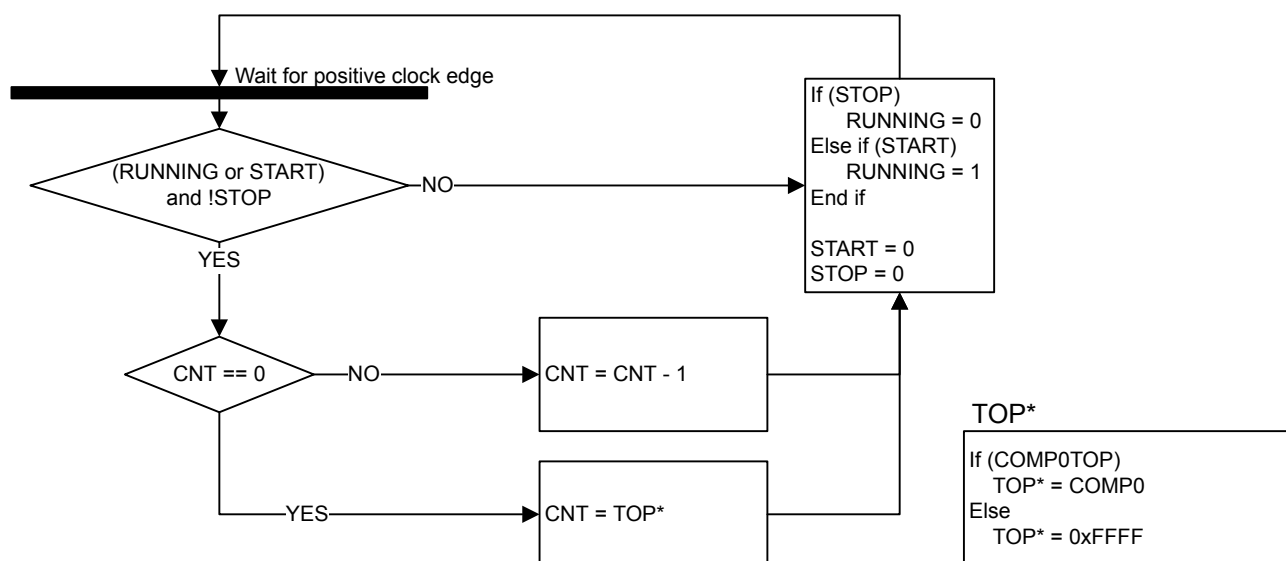 Wait for positive clock edge
(RUNNING or START)
and !STOP
NO
YES
If (STOP)
RUNNING = 0
Else if (START)
RUNNING = 1
End if
START = 0
STOP = 0
CNT == 0
NO
CNT = CNT - 1
YES
CNT = TOP*
TOP*
If (COMP0TOP)
TOP* = COMP0
Else
TOP* = 0xFFFF